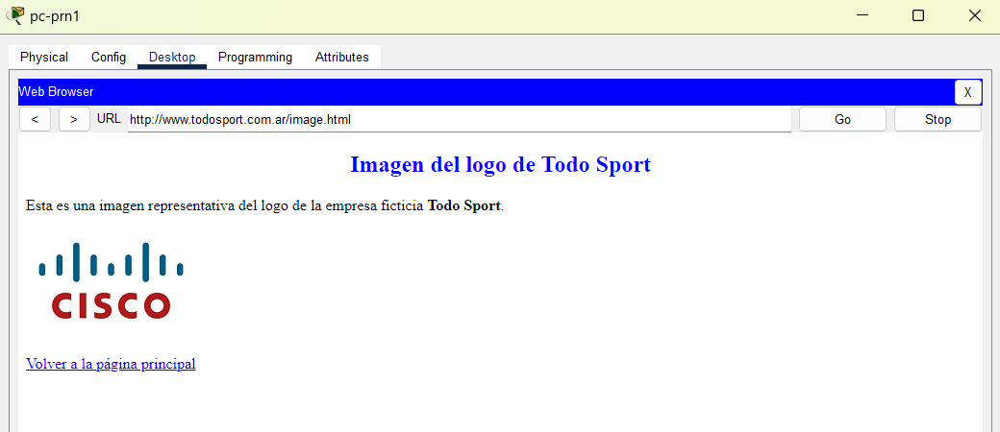 pc-prn1
Physical Config Desktop Programming Attributes
Web Browser X
< > URL http://www.todosport.com.ar/image.html Go Stop
Imagen del logo de Todo Sport
Esta es una imagen representativa del logo de la empresa ficticia Todo Sport.
CISCO
Volver a la página principal